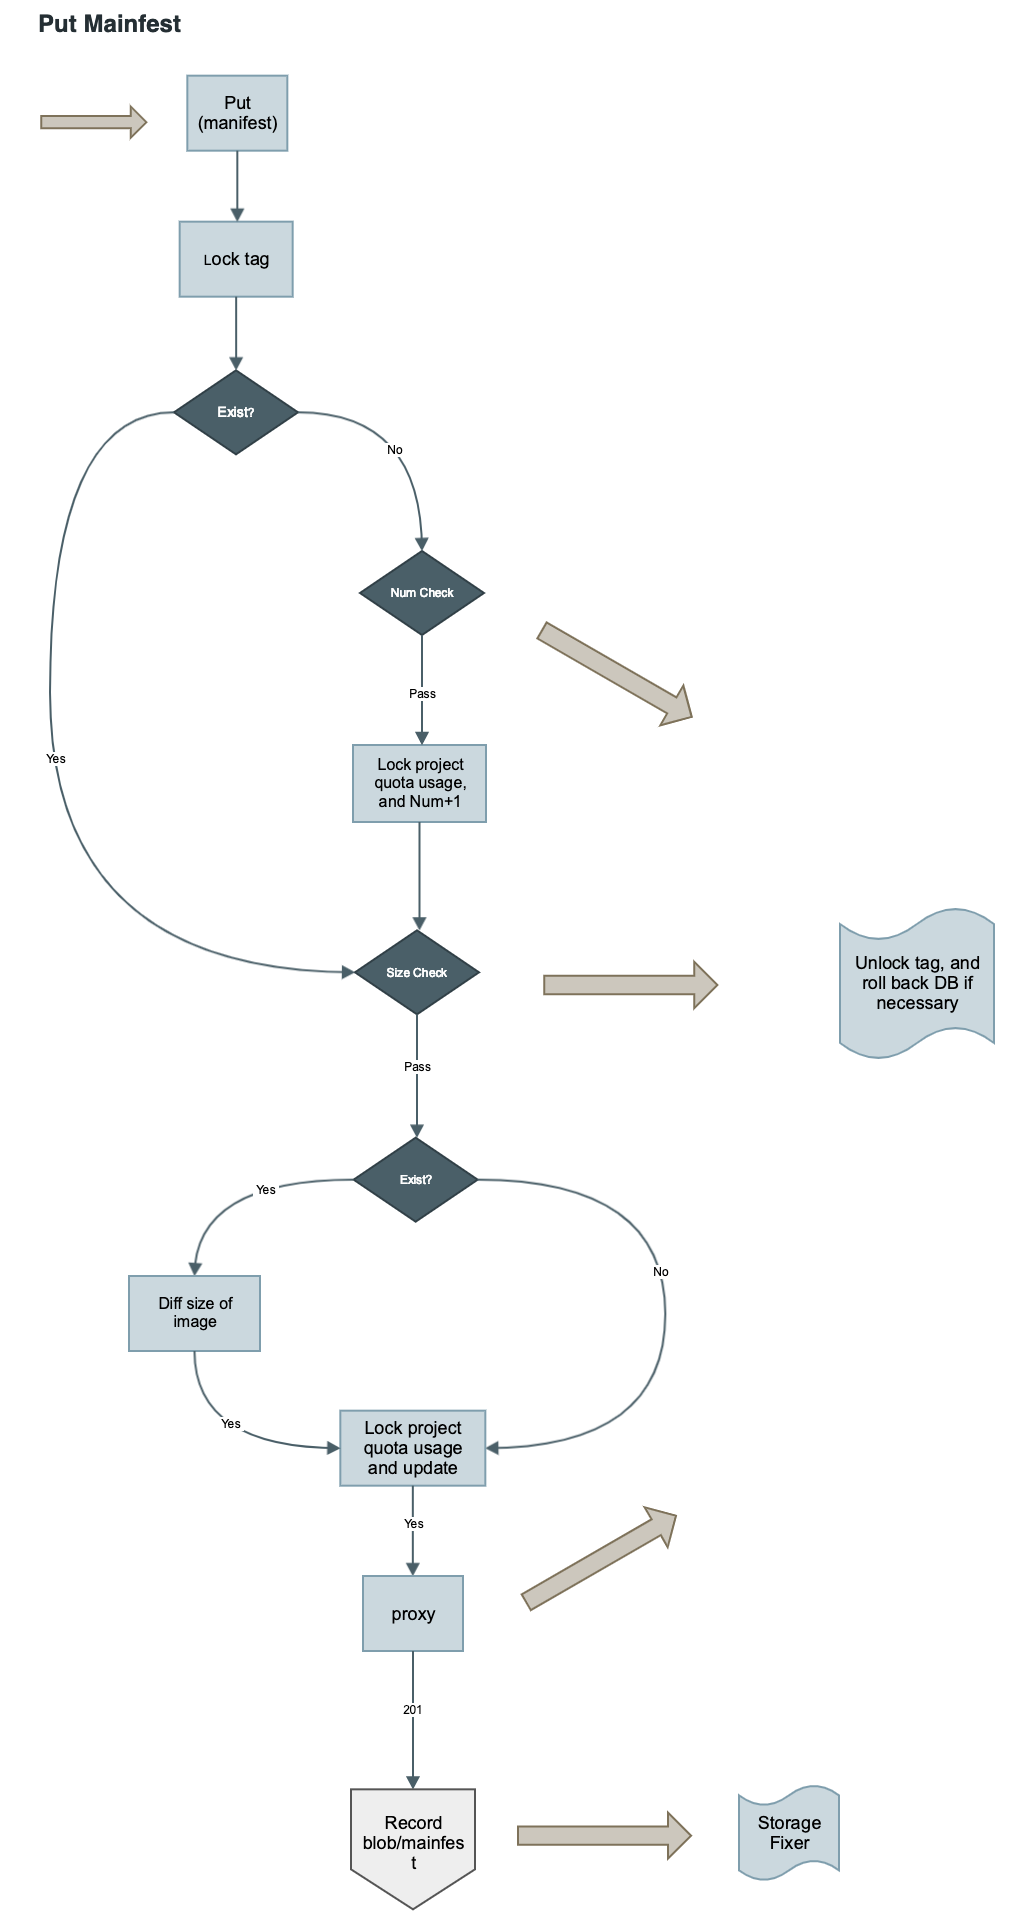 Put Mainfest
Put
(manifest)
Lock tag
Exist?
No
Num Check
Pass
Yes
Lock project
quota usage,
and Num+1
Size Check
Unlock tag, and
roll back DB if
necessary
Pass
Exist?
Yes
No
Diff size of
image
Yes
Lock project
quota usage
and update
Yes
proxy
201
Record
blob/mainfes
t
Storage
Fixer